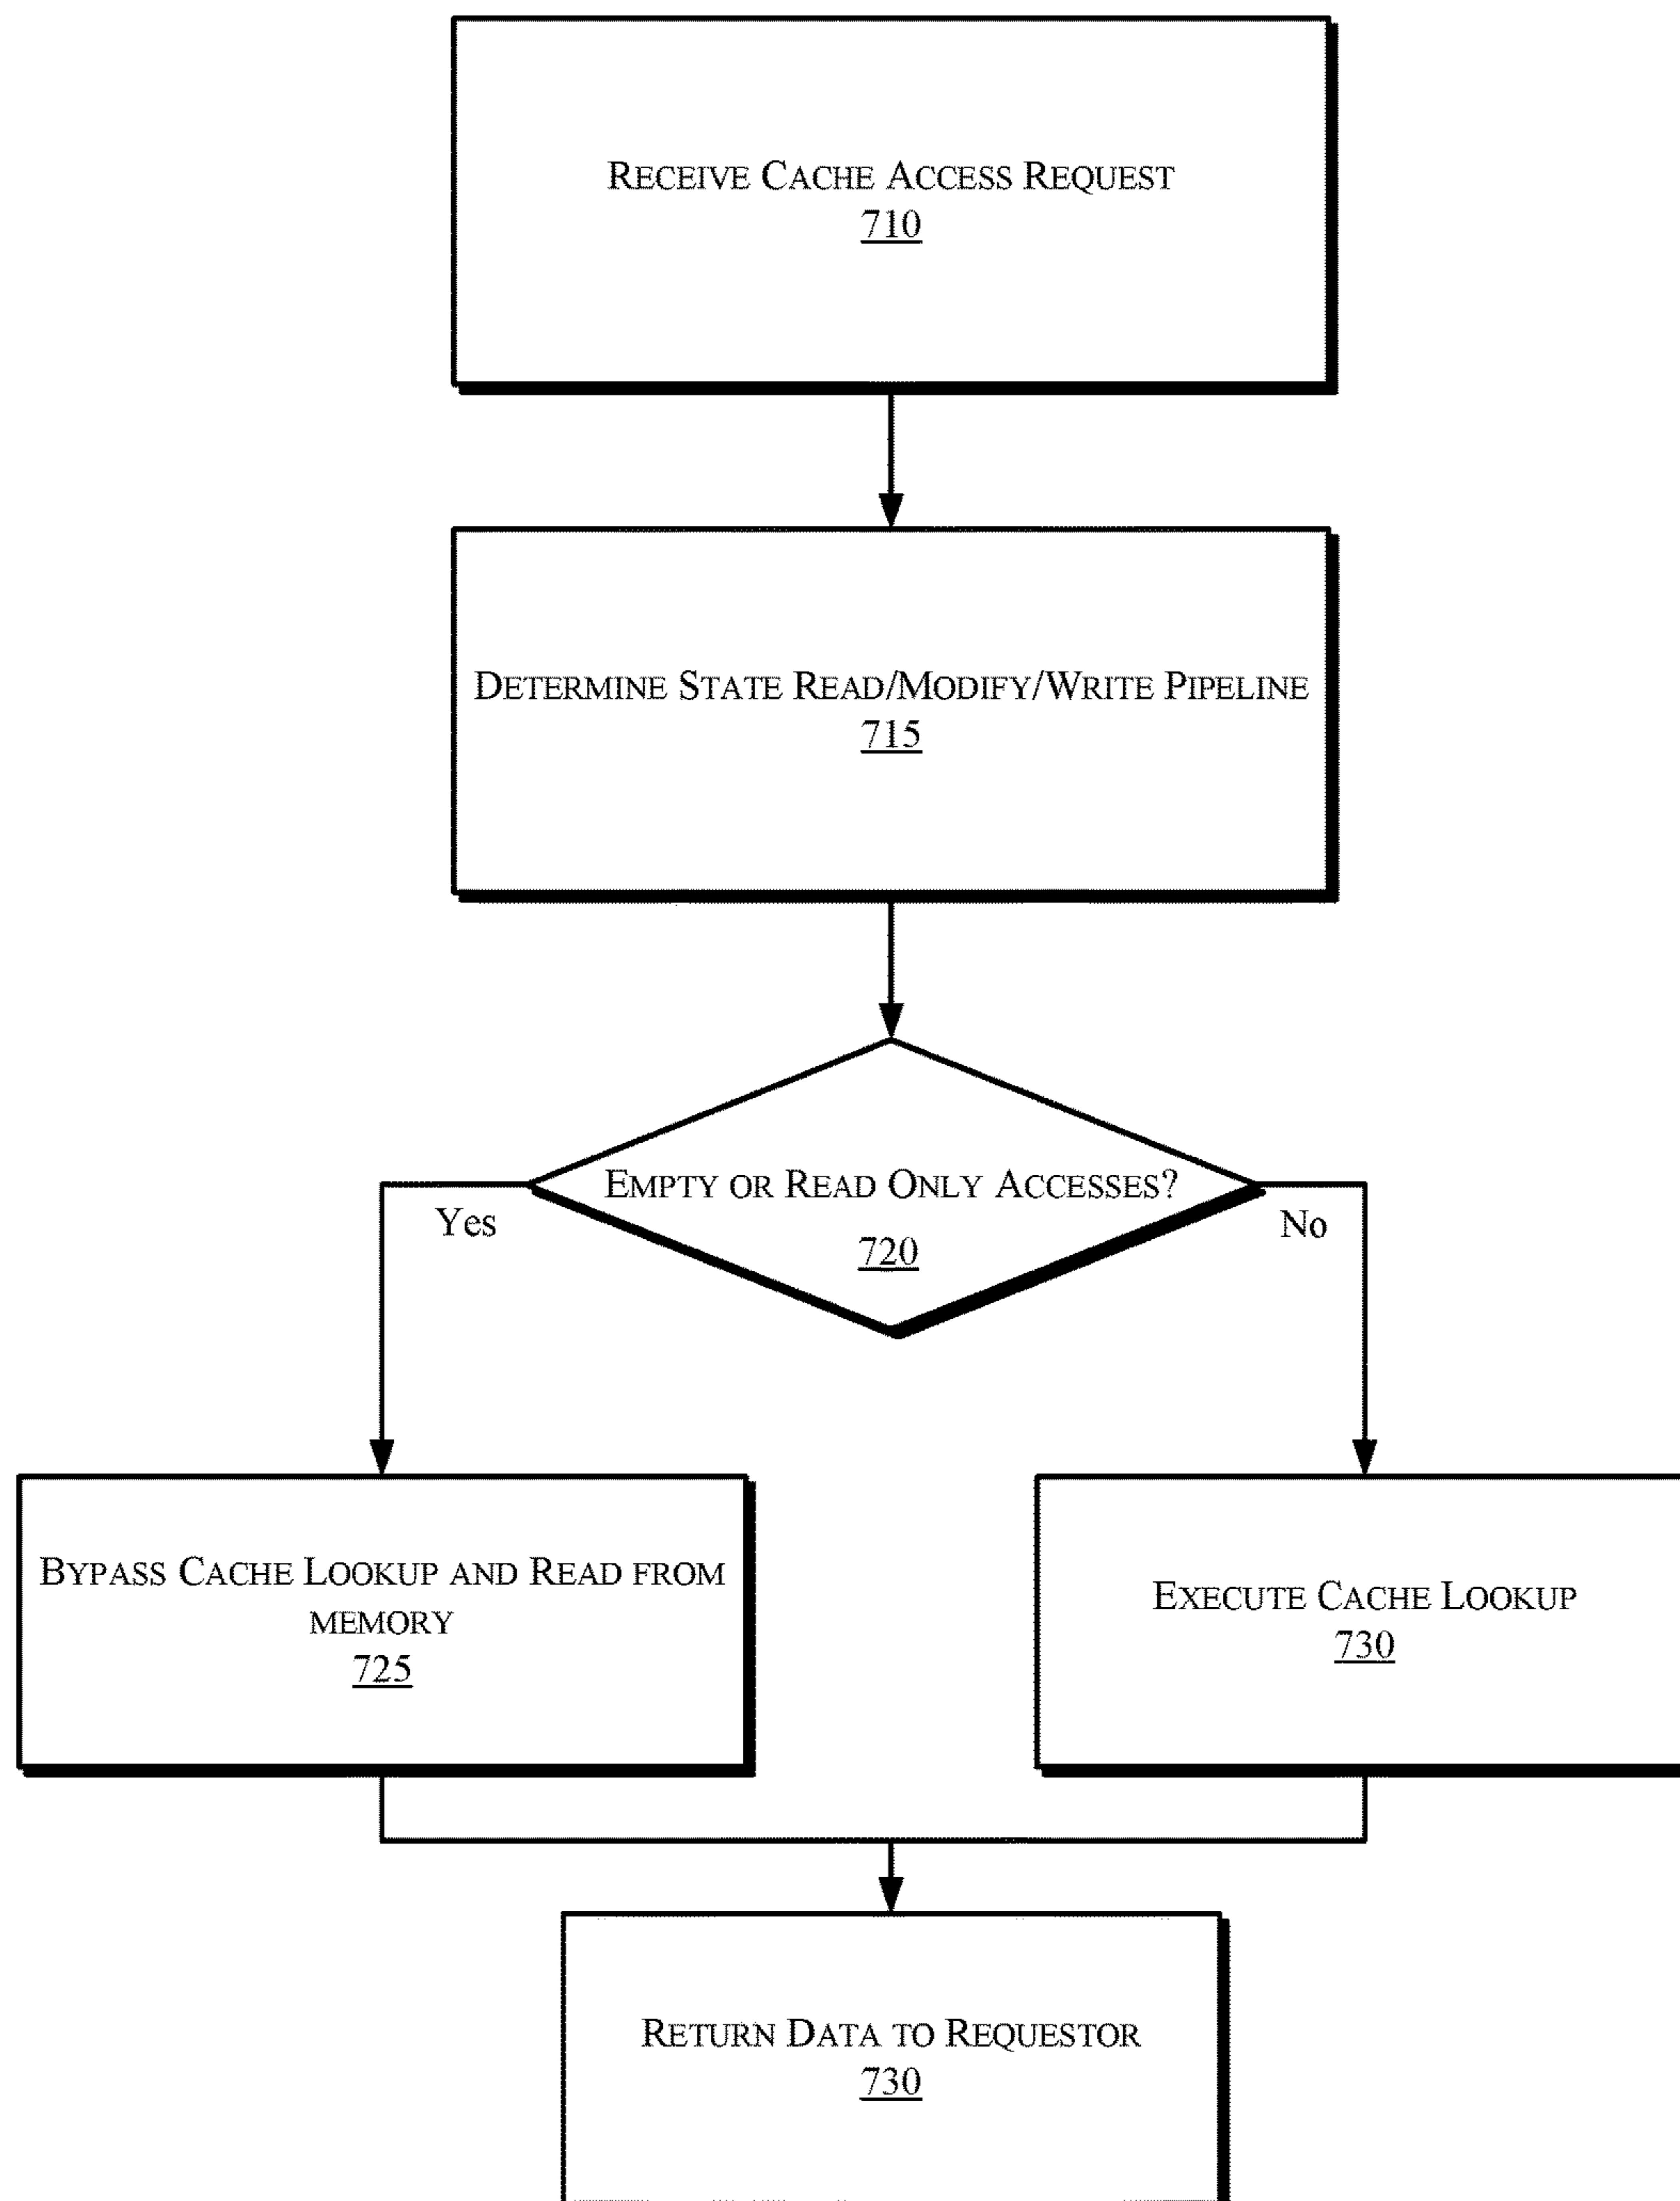 RECEIVE CACHE ACCESS REQUEST
710
DETERMINE STATE READ/MODIFY/WRITE PIPELINE
715
EMPTY OR READ ONLY ACCESSES?
720
Yes
No
BYPASS CACHE LOOKUP AND READ FROM
MEMORY
725
EXECUTE CACHE LOOKUP
730
RETURN DATA TO REQUESTOR
730